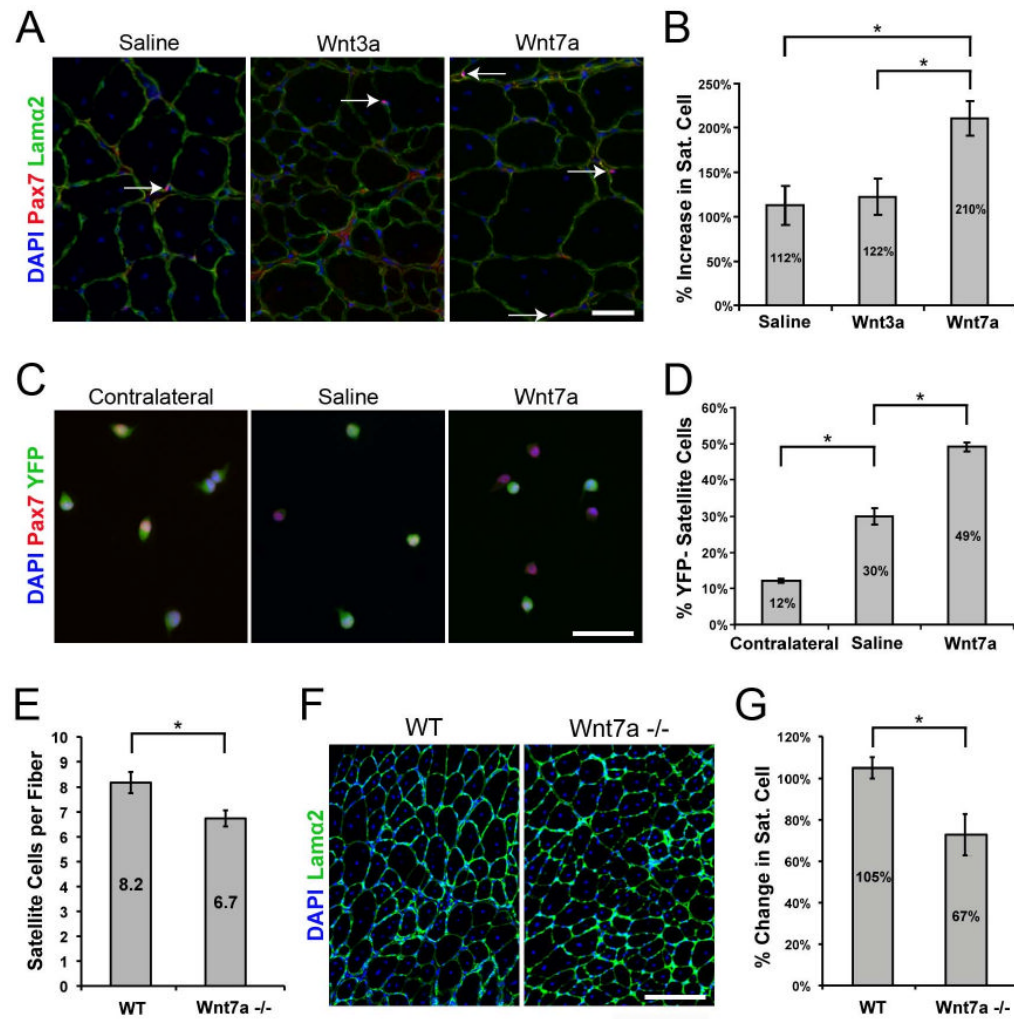 A
Saline
Wnt3a
Wnt7a
DAPI Pax7 Lamα2
B
*
*
% Increase in Sat. Cell
250%
200%
150%
100%
50%
0%
112%
122%
210%
Saline
Wnt3a
Wnt7a
C
Contralateral
Saline
Wnt7a
DAPI Pax7 YFP
D
*
*
% YFP- Satellite Cells
60%
50%
40%
30%
20%
10%
0%
12%
30%
49%
Contralateral
Saline
Wnt7a
E
*
Satellite Cells per Fiber
10
9
8
7
6
5
4
3
2
1
0
8.2
6.7
WT
Wnt7a -/-
F
WT
Wnt7a -/-
DAPI Lamα2
G
*
% Change in Sat. Cell
120%
100%
80%
60%
40%
20%
0%
105%
67%
WT
Wnt7a -/-